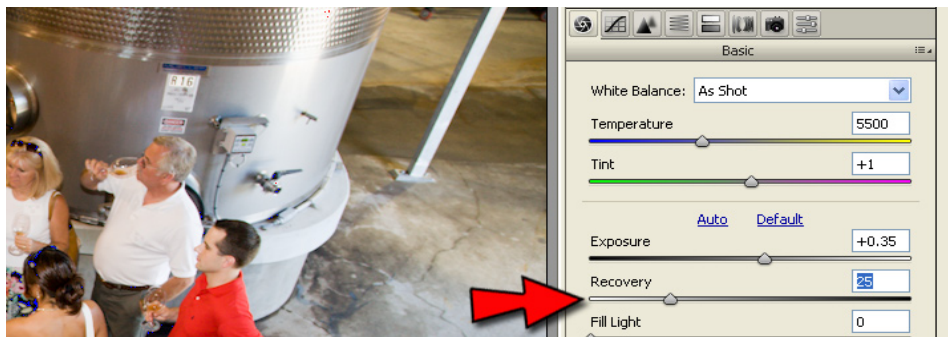 R16
Basic
White Balance: As Shot
Temperature 5500
Tint +1
Auto Default
Exposure +0.35
Recovery 25
Fill Light 0